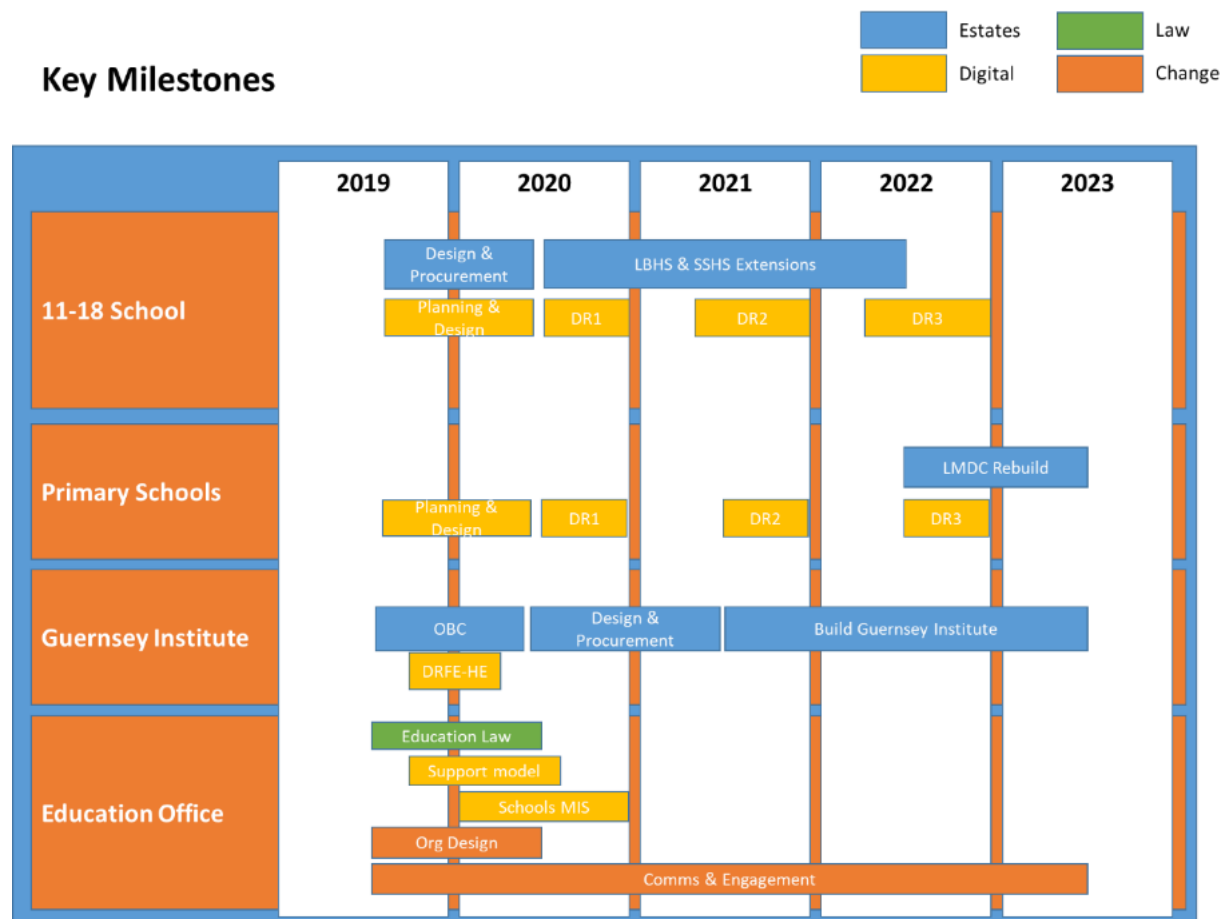 Estates
Law
Key Milestones
Digital
Change
2019
2020
2021
2022
2023
11-18 School
Design &
Procurement
LBHS & SSHS Extensions
Planning &
Design
DR1
DR2
DR3
Primary Schools
LMDC Rebuild
Planning &
Design
DR1
DR2
DR3
Guernsey Institute
OBC
Design &
Procurement
Build Guernsey Institute
DRFE-HE
Education Office
Education Law
Support model
Schools MIS
Org Design
Comms & Engagement